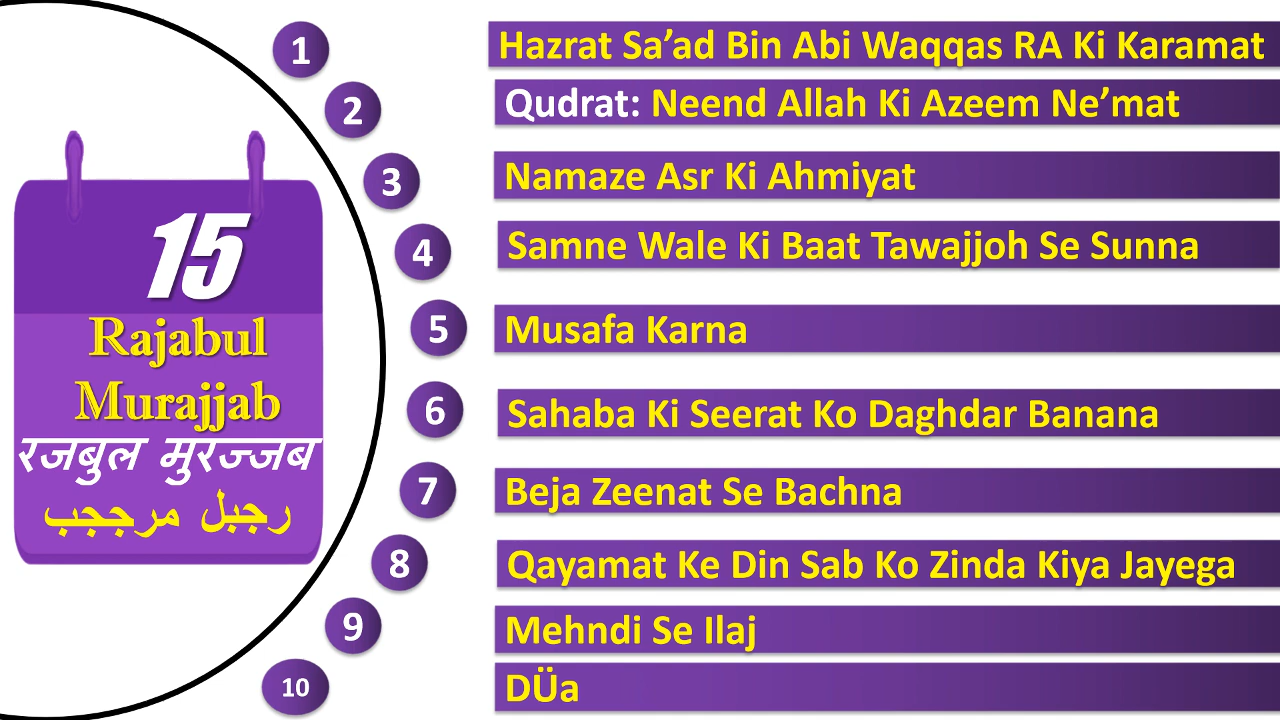 15
Rajabul
Murajjab
रजबुल मुरज्जब
رجبل مرججب
1 Hazrat Sa’ad Bin Abi Waqqas RA Ki Karamat
2 Qudrat: Neend Allah Ki Azeem Ne’mat
3 Namaze Asr Ki Ahmiyat
4 Samne Wale Ki Baat Tawajjoh Se Sunna
5 Musafa Karna
6 Sahaba Ki Seerat Ko Daghdar Banana
7 Beja Zeenat Se Bachna
8 Qayamat Ke Din Sab Ko Zinda Kiya Jayega
9 Mehndi Se Ilaj
10 DÜa